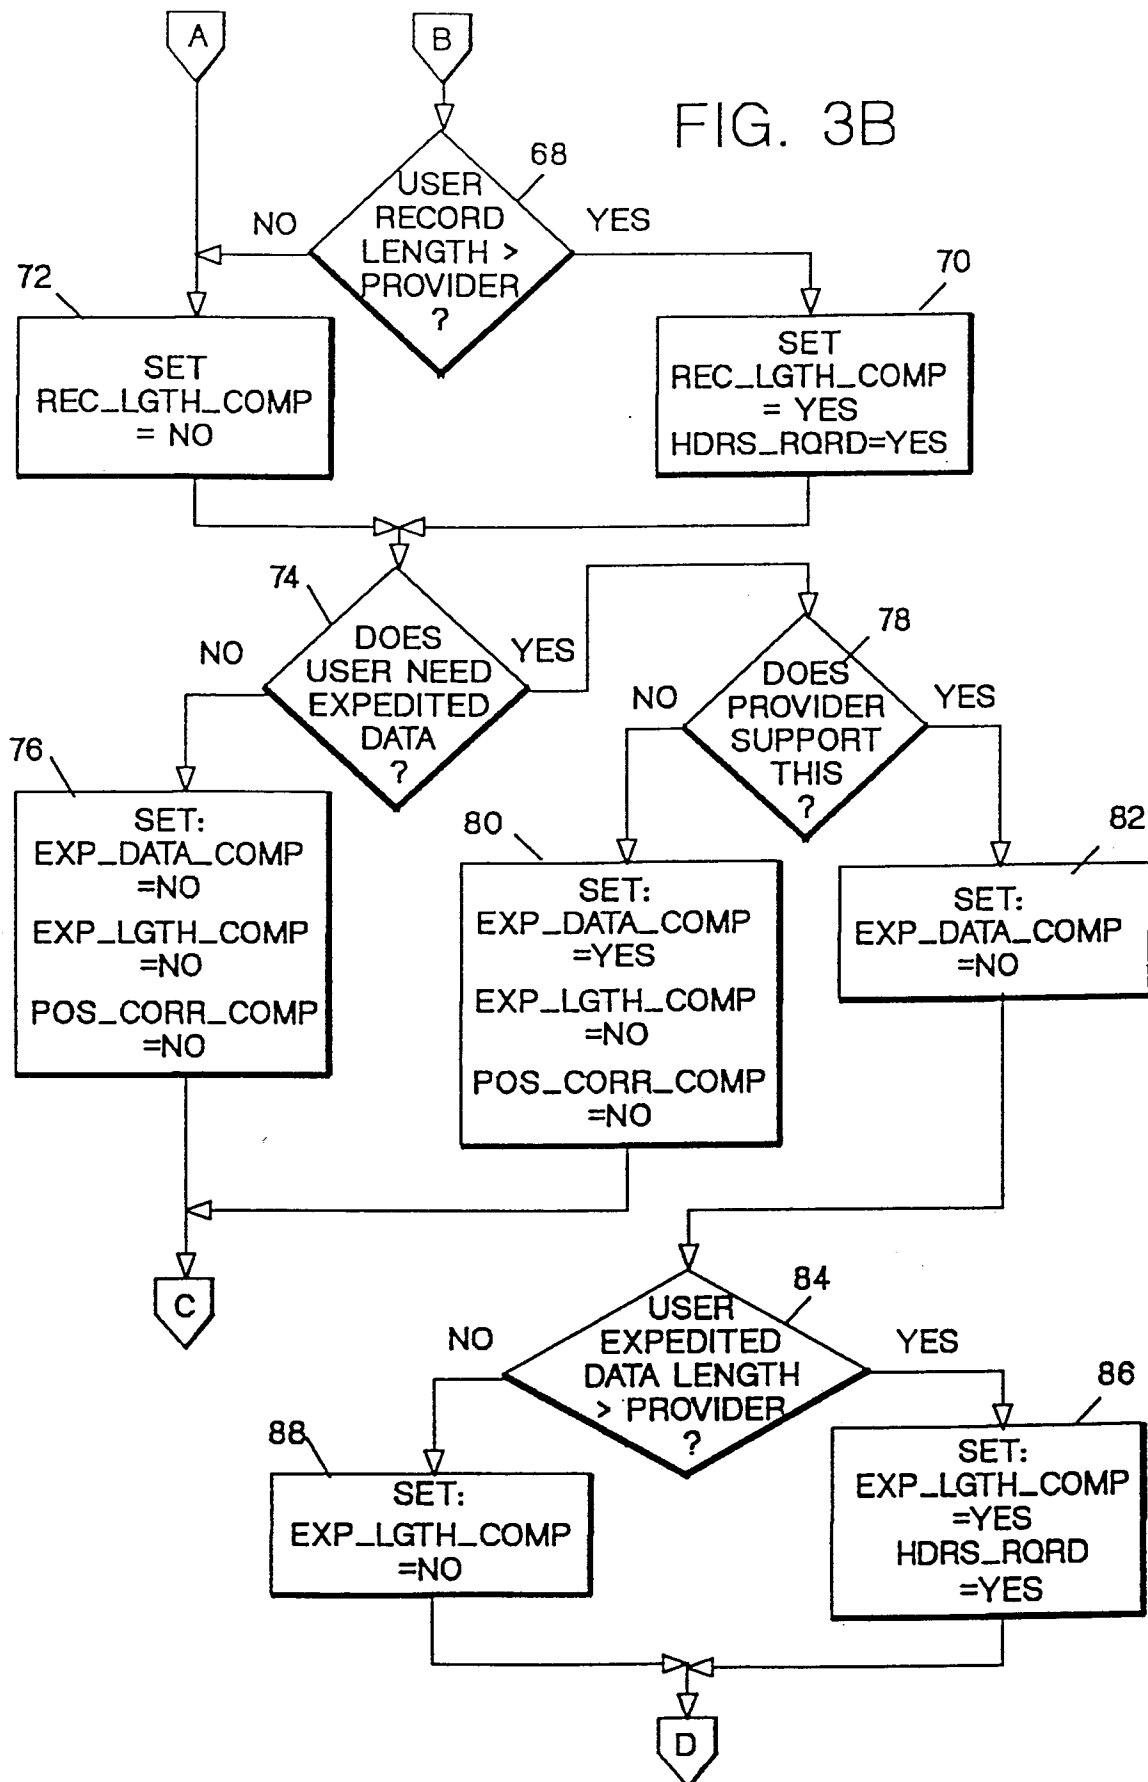 A
B
FIG. 3B
68
USER
RECORD
LENGTH >
PROVIDER
?
NO
YES
72
SET
REC_LGTH_COMP
= NO
70
SET
REC_LGTH_COMP
= YES
HDRS_RQRD=YES
74
DOES
USER NEED
EXPEDITED
DATA
?
NO
YES
78
DOES
PROVIDER
SUPPORT
THIS
?
NO
YES
76
SET:
EXP_DATA_COMP
=NO
EXP_LGTH_COMP
=NO
POS_CORR_COMP
=NO
80
SET:
EXP_DATA_COMP
=YES
EXP_LGTH_COMP
=NO
POS_CORR_COMP
=NO
82
SET:
EXP_DATA_COMP
=NO
C
84
USER
EXPEDITED
DATA LENGTH
> PROVIDER
?
NO
YES
88
SET:
EXP_LGTH_COMP
=NO
86
SET:
EXP_LGTH_COMP
=YES
HDRS_RQRD
=YES
D